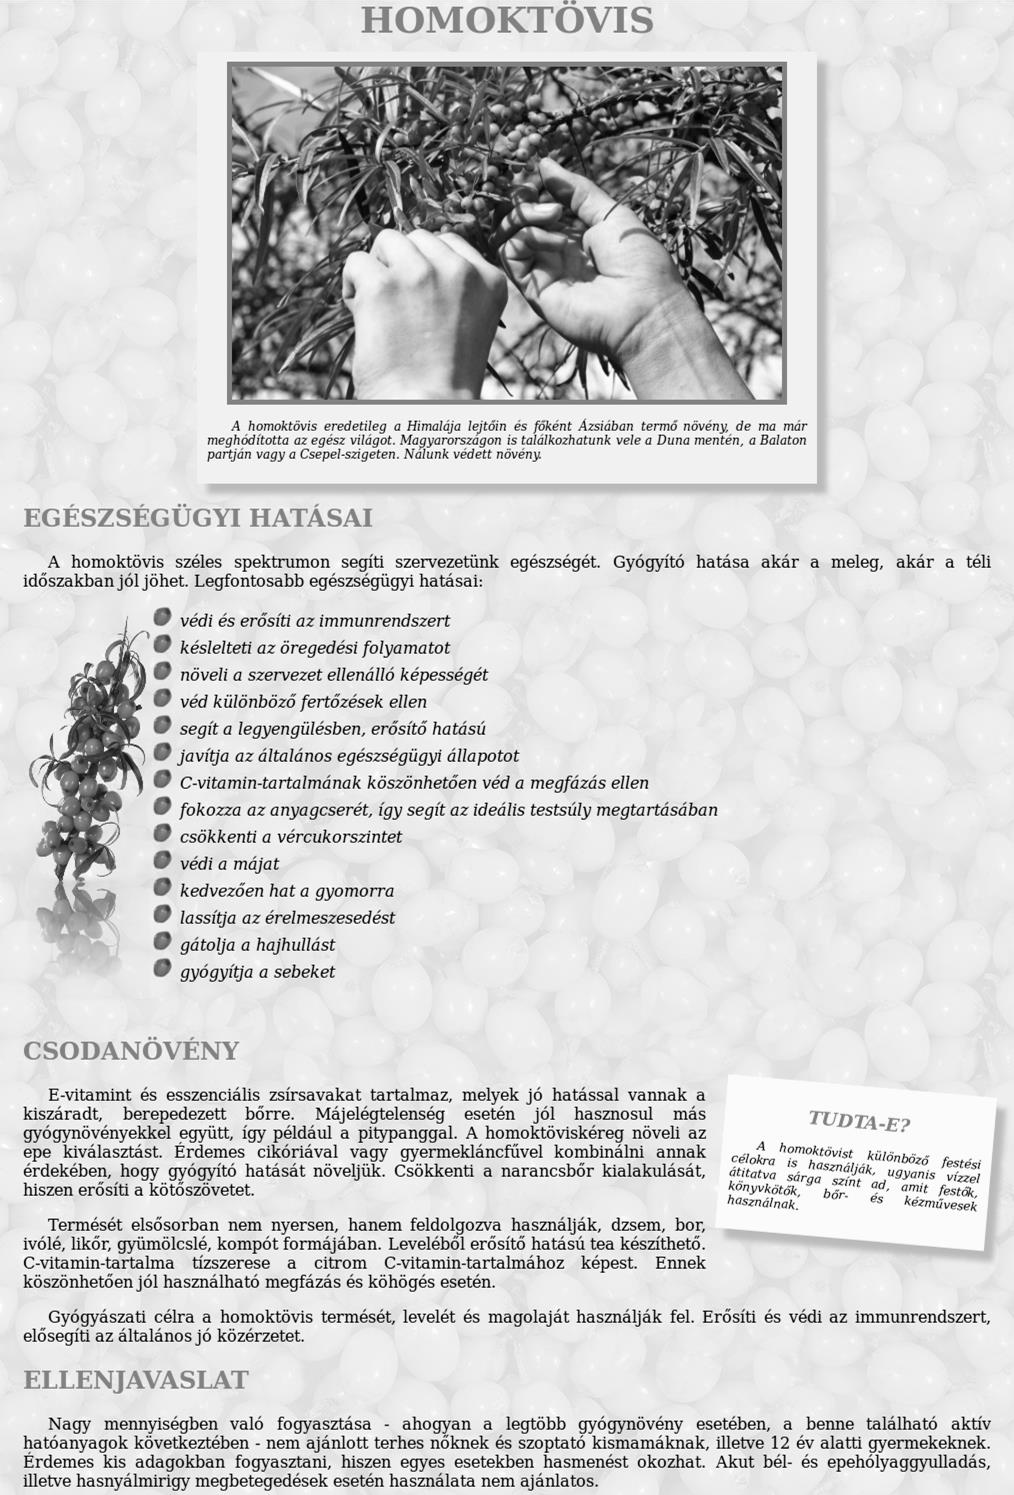 HOMOKTÖVIS
A homoktövis eredetileg a Himalája lejtőin és főként Ázsiában termő növény, de ma már
meghódította az egész világot. Magyarországon is találkozhatunk vele a Duna mentén, a Balaton
partján vagy a Csepel-szigeten. Nálunk védett növény.
EGÉSZSÉGÜGYI HATÁSAI
A homoktövis széles spektrumon segíti szervezetünk egészségét. Gyógyító hatása akár a meleg, akár a téli
időszakban jól jöhet. Legfontosabb egészségügyi hatásai:
védi és erősíti az immunrendszert
késlelteti az öregedési folyamatot
növeli a szervezet ellenálló képességét
véd különböző fertőzések ellen
segít a legyengülésben, erősítő hatású
javítja az általános egészségügyi állapotot
C-vitamin-tartalmának köszönhetően véd a megfázás ellen
fokozza az anyagcserét, így segít az ideális testsúly megtartásában
csökkenti a vércukorszintet
védi a májat
kedvezően hat a gyomorra
lassítja az érelmeszesedést
gátolja a hajhullást
gyógyítja a sebeket
CSODANÖVÉNY
E-vitamint és esszenciális zsírsavakat tartalmaz, melyek jó hatással vannak a
kiszáradt, berepedezett bőrre. Májelégtelenség esetén jól hasznosul más
gyógynövényekkel együtt, így például a pitypanggal. A homoktöviskéreg növeli az
epe kiválasztást. Érdemes cikóriával vagy gyermekláncfűvel kombinálni annak
érdekében, hogy gyógyító hatását növeljük. Csökkenti a narancsbőr kialakulását,
hiszen erősíti a kötőszövetet.
TUDTA-E?
A homoktövist különböző festési
célokra is használják, ugyanis vízzel
átitatva sárga színt ad, amit festők,
könyvkötők, bőr- és kézművesek
használnak.
Termését elsősorban nem nyersen, hanem feldolgozva használják, dzsem, bor,
ivólé, likőr, gyümölcslé, kompót formájában. Leveléből erősítő hatású tea készíthető.
C-vitamin-tartalma tízszerese a citrom C-vitamin-tartalmához képest. Ennek
köszönhetően jól használható megfázás és köhögés esetén.
Gyógyászati célra a homoktövis termését, levelét és magolaját használják fel. Erősíti és védi az immunrendszert,
elősegíti az általános jó közérzetet.
ELLENJAVASLAT
Nagy mennyiségben való fogyasztása - ahogyan a legtöbb gyógynövény esetében, a benne található aktív
hatóanyagok következtében - nem ajánlott terhes nőknek és szoptató kismamáknak, illetve 12 év alatti gyermekeknek.
Érdemes kis adagokban fogyasztani, hiszen egyes esetekben hasmenést okozhat. Akut bél- és epehólyaggyulladás,
illetve hasnyálmirigy megbetegedések esetén használata nem ajánlatos.